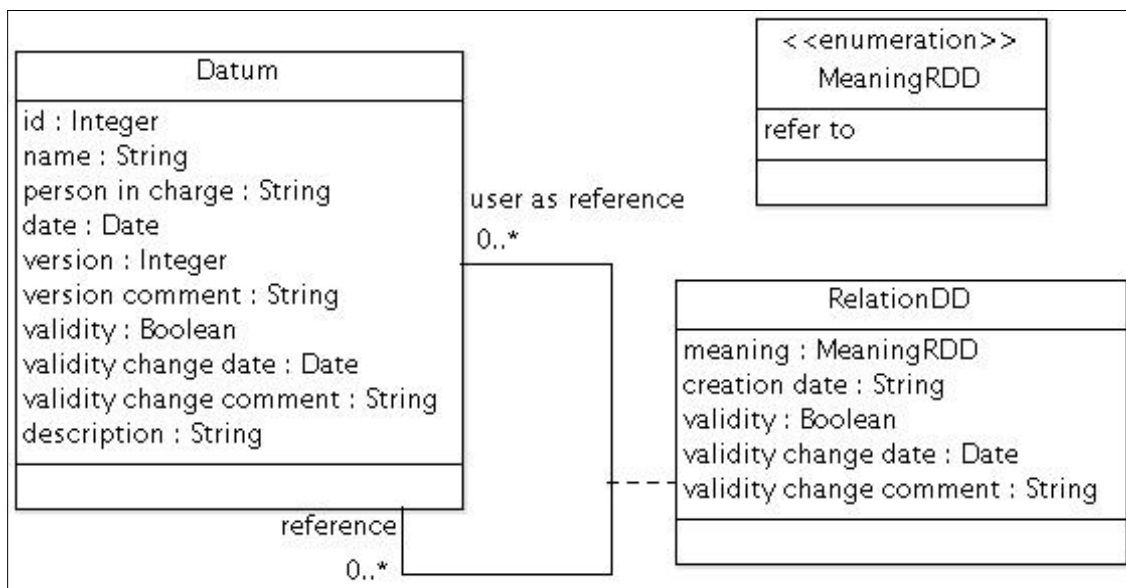 Datum
id : Integer
name : String
person in charge : String
date : Date
version : Integer
version comment : String
validity : Boolean
validity change date : Date
validity change comment : String
description : String
user as reference
0..*
reference
0..*
<<enumeration>>
MeaningRDD
refer to
RelationDD
meaning : MeaningRDD
creation date : String
validity : Boolean
validity change date : Date
validity change comment : String